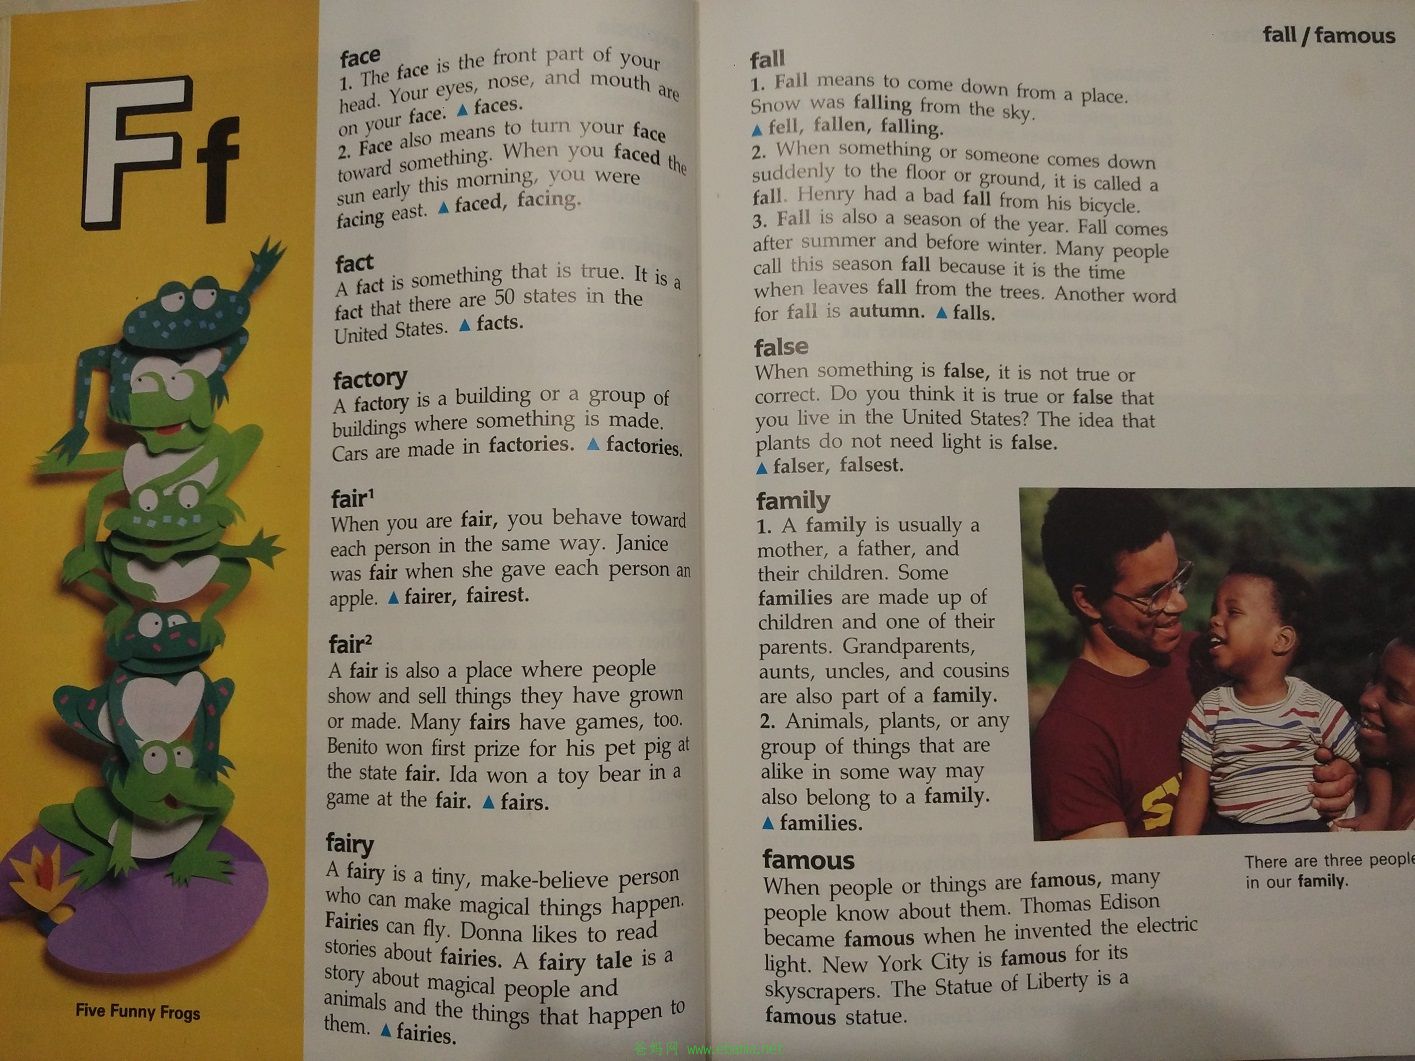 Ff
Five Funny Frogs
face
1. The face is the front part of your
head. Your eyes, nose, and mouth are
on your face. ▲ faces.
2. Face also means to turn your face
toward something. When you faced the
sun early this morning, you were
facing east. ▲ faced, facing.
fact
A fact is something that is true. It is a
fact that there are 50 states in the
United States. ▲ facts.
factory
A factory is a building or a group of
buildings where something is made.
Cars are made in factories. ▲ factories.
fair¹
When you are fair, you behave toward
each person in the same way. Janice
was fair when she gave each person an
apple. ▲ fairer, fairest.
fair²
A fair is also a place where people
show and sell things they have grown
or made. Many fairs have games, too.
Benito won first prize for his pet pig at
the state fair. Ida won a toy bear in a
game at the fair. ▲ fairs.
fairy
A fairy is a tiny, make-believe person
who can make magical things happen.
Fairies can fly. Donna likes to read
stories about fairies. A fairy tale is a
story about magical people and
animals and the things that happen to
them. ▲ fairies.
fall / famous
fall
1. Fall means to come down from a place.
Snow was falling from the sky.
▲ fell, fallen, falling.
2. When something or someone comes down
suddenly to the floor or ground, it is called a
fall. Henry had a bad fall from his bicycle.
3. Fall is also a season of the year. Fall comes
after summer and before winter. Many people
call this season fall because it is the time
when leaves fall from the trees. Another word
for fall is autumn. ▲ falls.
false
When something is false, it is not true or
correct. Do you think it is true or false that
you live in the United States? The idea that
plants do not need light is false.
▲ falser, falsest.
family
1. A family is usually a
mother, a father, and
their children. Some
families are made up of
children and one of their
parents. Grandparents,
aunts, uncles, and cousins
are also part of a family.
2. Animals, plants, or any
group of things that are
alike in some way may
also belong to a family.
▲ families.
There are three people
in our family.
famous
When people or things are famous, many
people know about them. Thomas Edison
became famous when he invented the electric
light. New York City is famous for its
skyscrapers. The Statue of Liberty is a
famous statue.